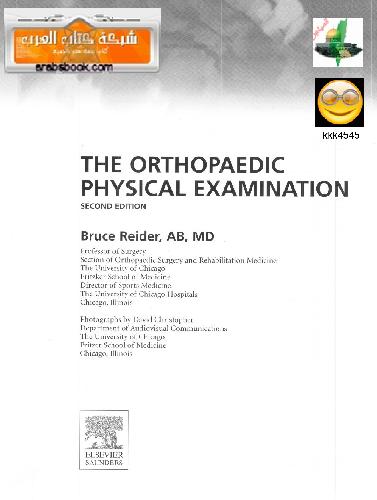 شبكة كتاب العرب
arabsbook.com
kkk4545
THE ORTHOPAEDIC
PHYSICAL EXAMINATION
SECOND EDITION
Bruce Reider, AB, MD
Professor of Surgery
Section of Orthopaedic Surgery and Rehabilitation Medicine
The University of Chicago
Pritzker School of Medicine
Director of Sports Medicine
The University of Chicago Hospitals
Chicago, Illinois
Photographs by David Christopher
Department of Audiovisual Communications
The University of Chicago
Pritzer School of Medicine
Chicago, Illinois
ELSEVIER
SAUNDERS